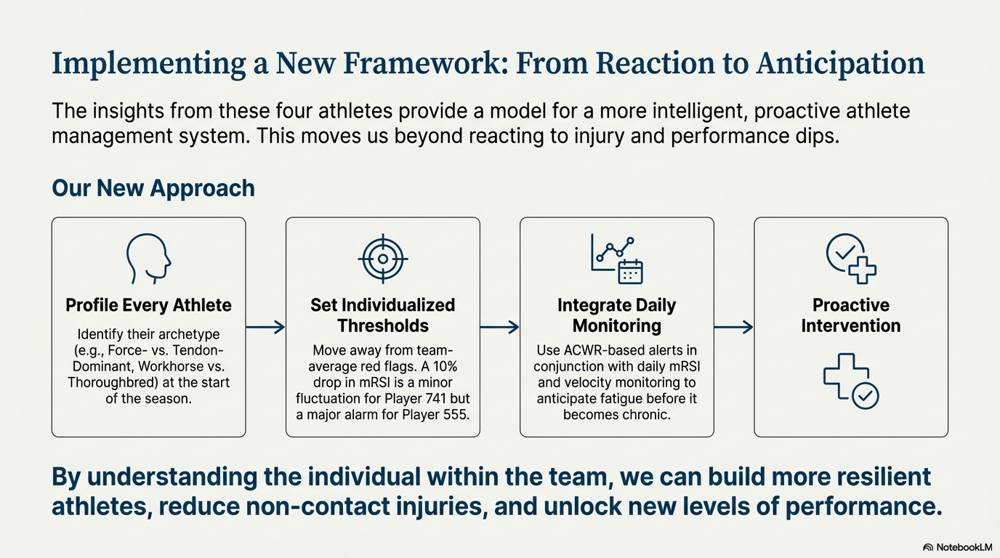 Implementing a New Framework: From Reaction to Anticipation
The insights from these four athletes provide a model for a more intelligent, proactive athlete
management system. This moves us beyond reacting to injury and performance dips.
Our New Approach
Profile Every Athlete
Identify their archetype
(e.g., Force- vs. Tendon-
Dominant, Workhorse vs.
Thoroughbred) at the start
of the season.
Set Individualized
Thresholds
Move away from team-
average red flags. A 10%
drop in mRSI is a minor
fluctuation for Player 741 but
a major alarm for Player 555.
Integrate Daily
Monitoring
Use ACWR-based alerts in
conjunction with daily mRSI
and velocity monitoring to
anticipate fatigue before it
becomes chronic.
Proactive
Intervention
By understanding the individual within the team, we can build more resilient
athletes, reduce non-contact injuries, and unlock new levels of performance.
NotebookLM